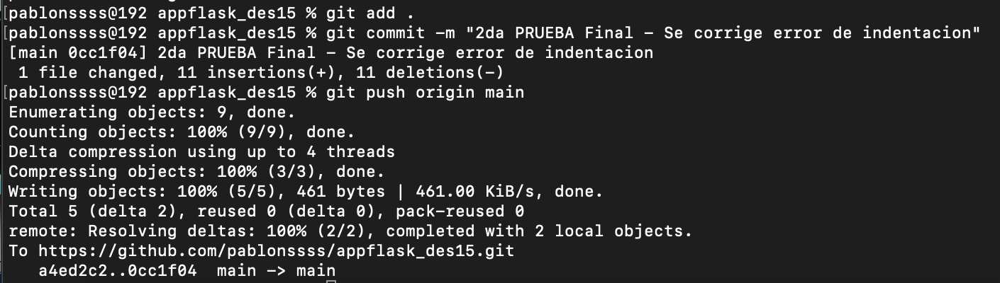 [pablonssss@192 appflask_des15 % git add .
[pablonssss@192 appflask_des15 % git commit -m "2da PRUEBA Final - Se corrige error de indentacion"
[main 0cc1f04] 2da PRUEBA Final - Se corrige error de indentacion
 1 file changed, 11 insertions(+), 11 deletions(-)
[pablonssss@192 appflask_des15 % git push origin main
Enumerating objects: 9, done.
Counting objects: 100% (9/9), done.
Delta compression using up to 4 threads
Compressing objects: 100% (3/3), done.
Writing objects: 100% (5/5), 461 bytes | 461.00 KiB/s, done.
Total 5 (delta 2), reused 0 (delta 0), pack-reused 0
remote: Resolving deltas: 100% (2/2), completed with 2 local objects.
To https://github.com/pablonssss/appflask_des15.git
   a4ed2c2..0cc1f04  main -> main